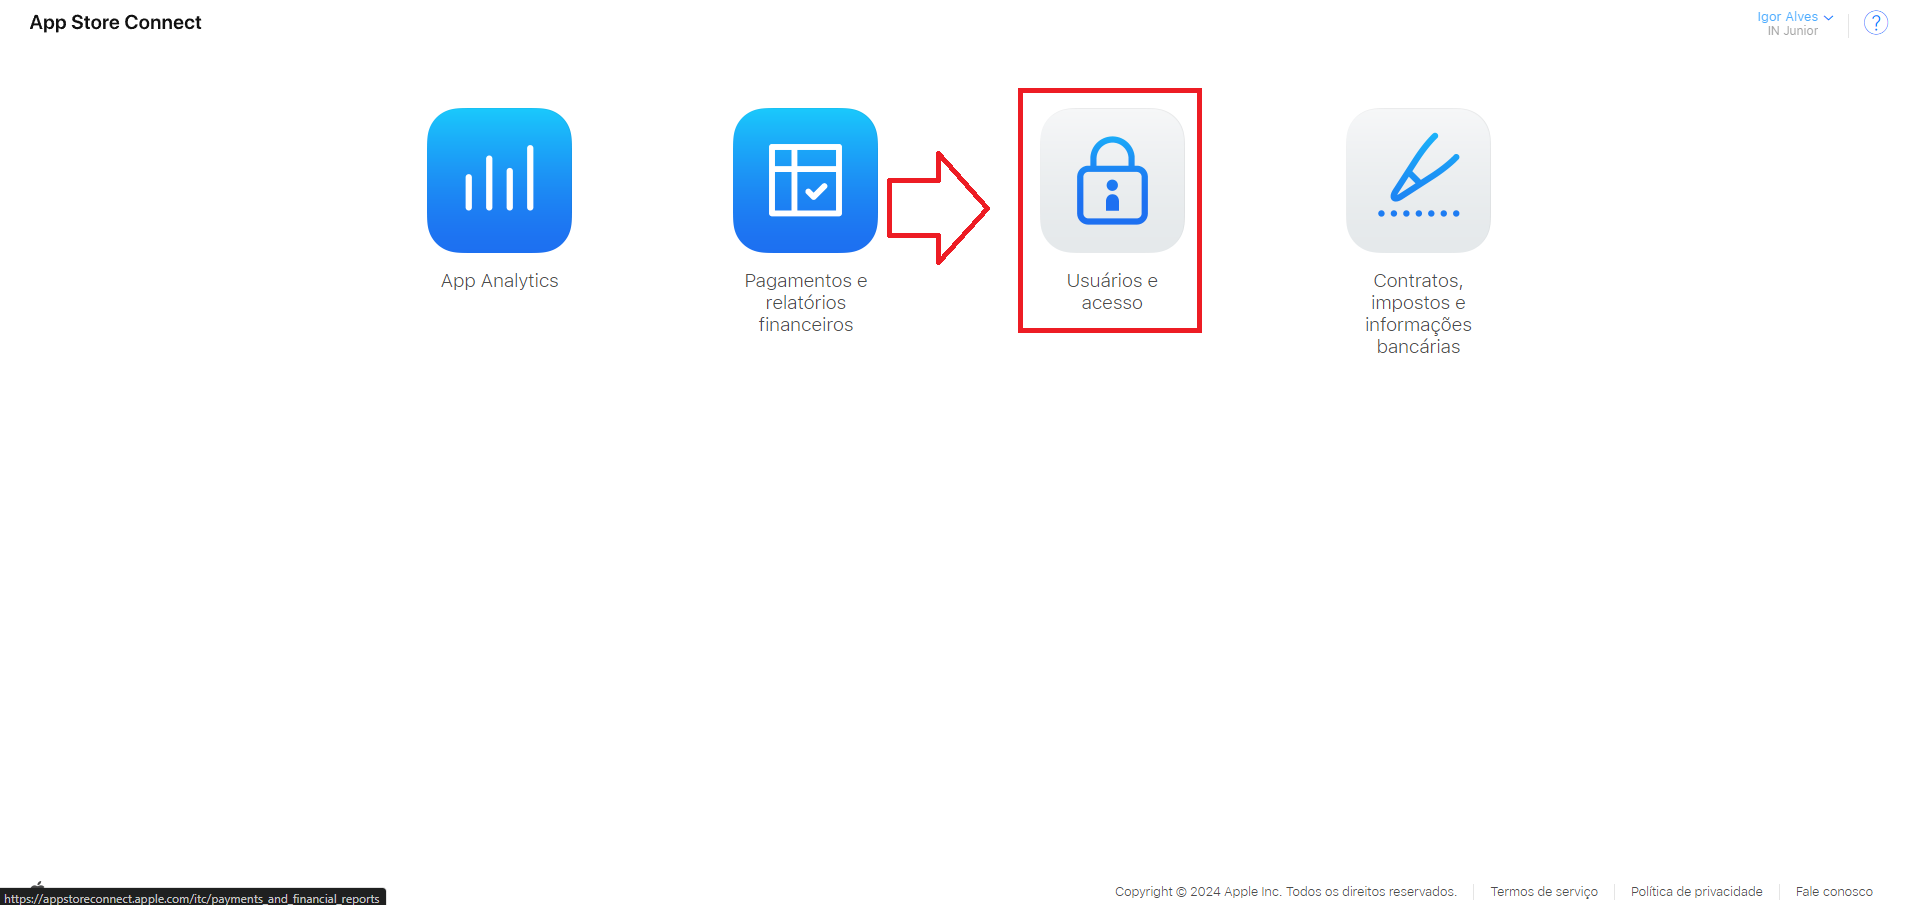 App Store Connect
Igor Alves
IN Junior
?
App Analytics
Pagamentos e
relatórios
financeiros
Usuários e
acesso
Contratos,
impostos e
informações
bancárias
Copyright © 2024 Apple Inc. Todos os direitos reservados.
Termos de serviço
Política de privacidade
Fale conosco
https://appstoreconnect.apple.com/itc/payments_and_financial_reports